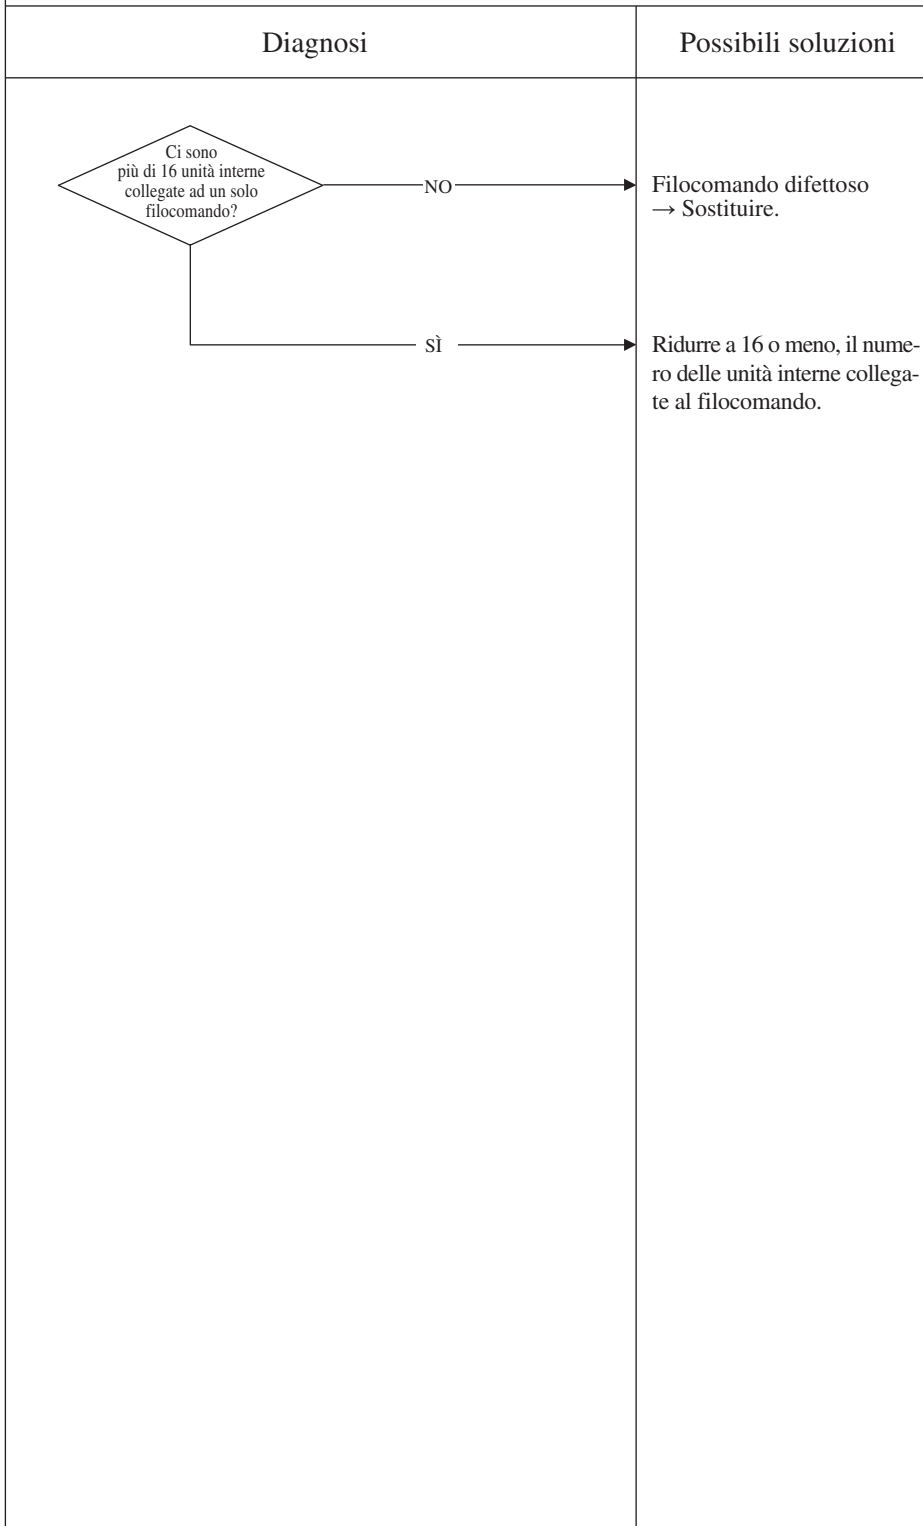 Diagnosi
Possibili soluzioni
Ci sono
più di 16 unità interne
collegate ad un solo
filocomando?
NO
Filocomando difettoso
→ Sostituire.
SÌ
Ridurre a 16 o meno, il nume-
ro delle unità interne collega-
te al filocomando.